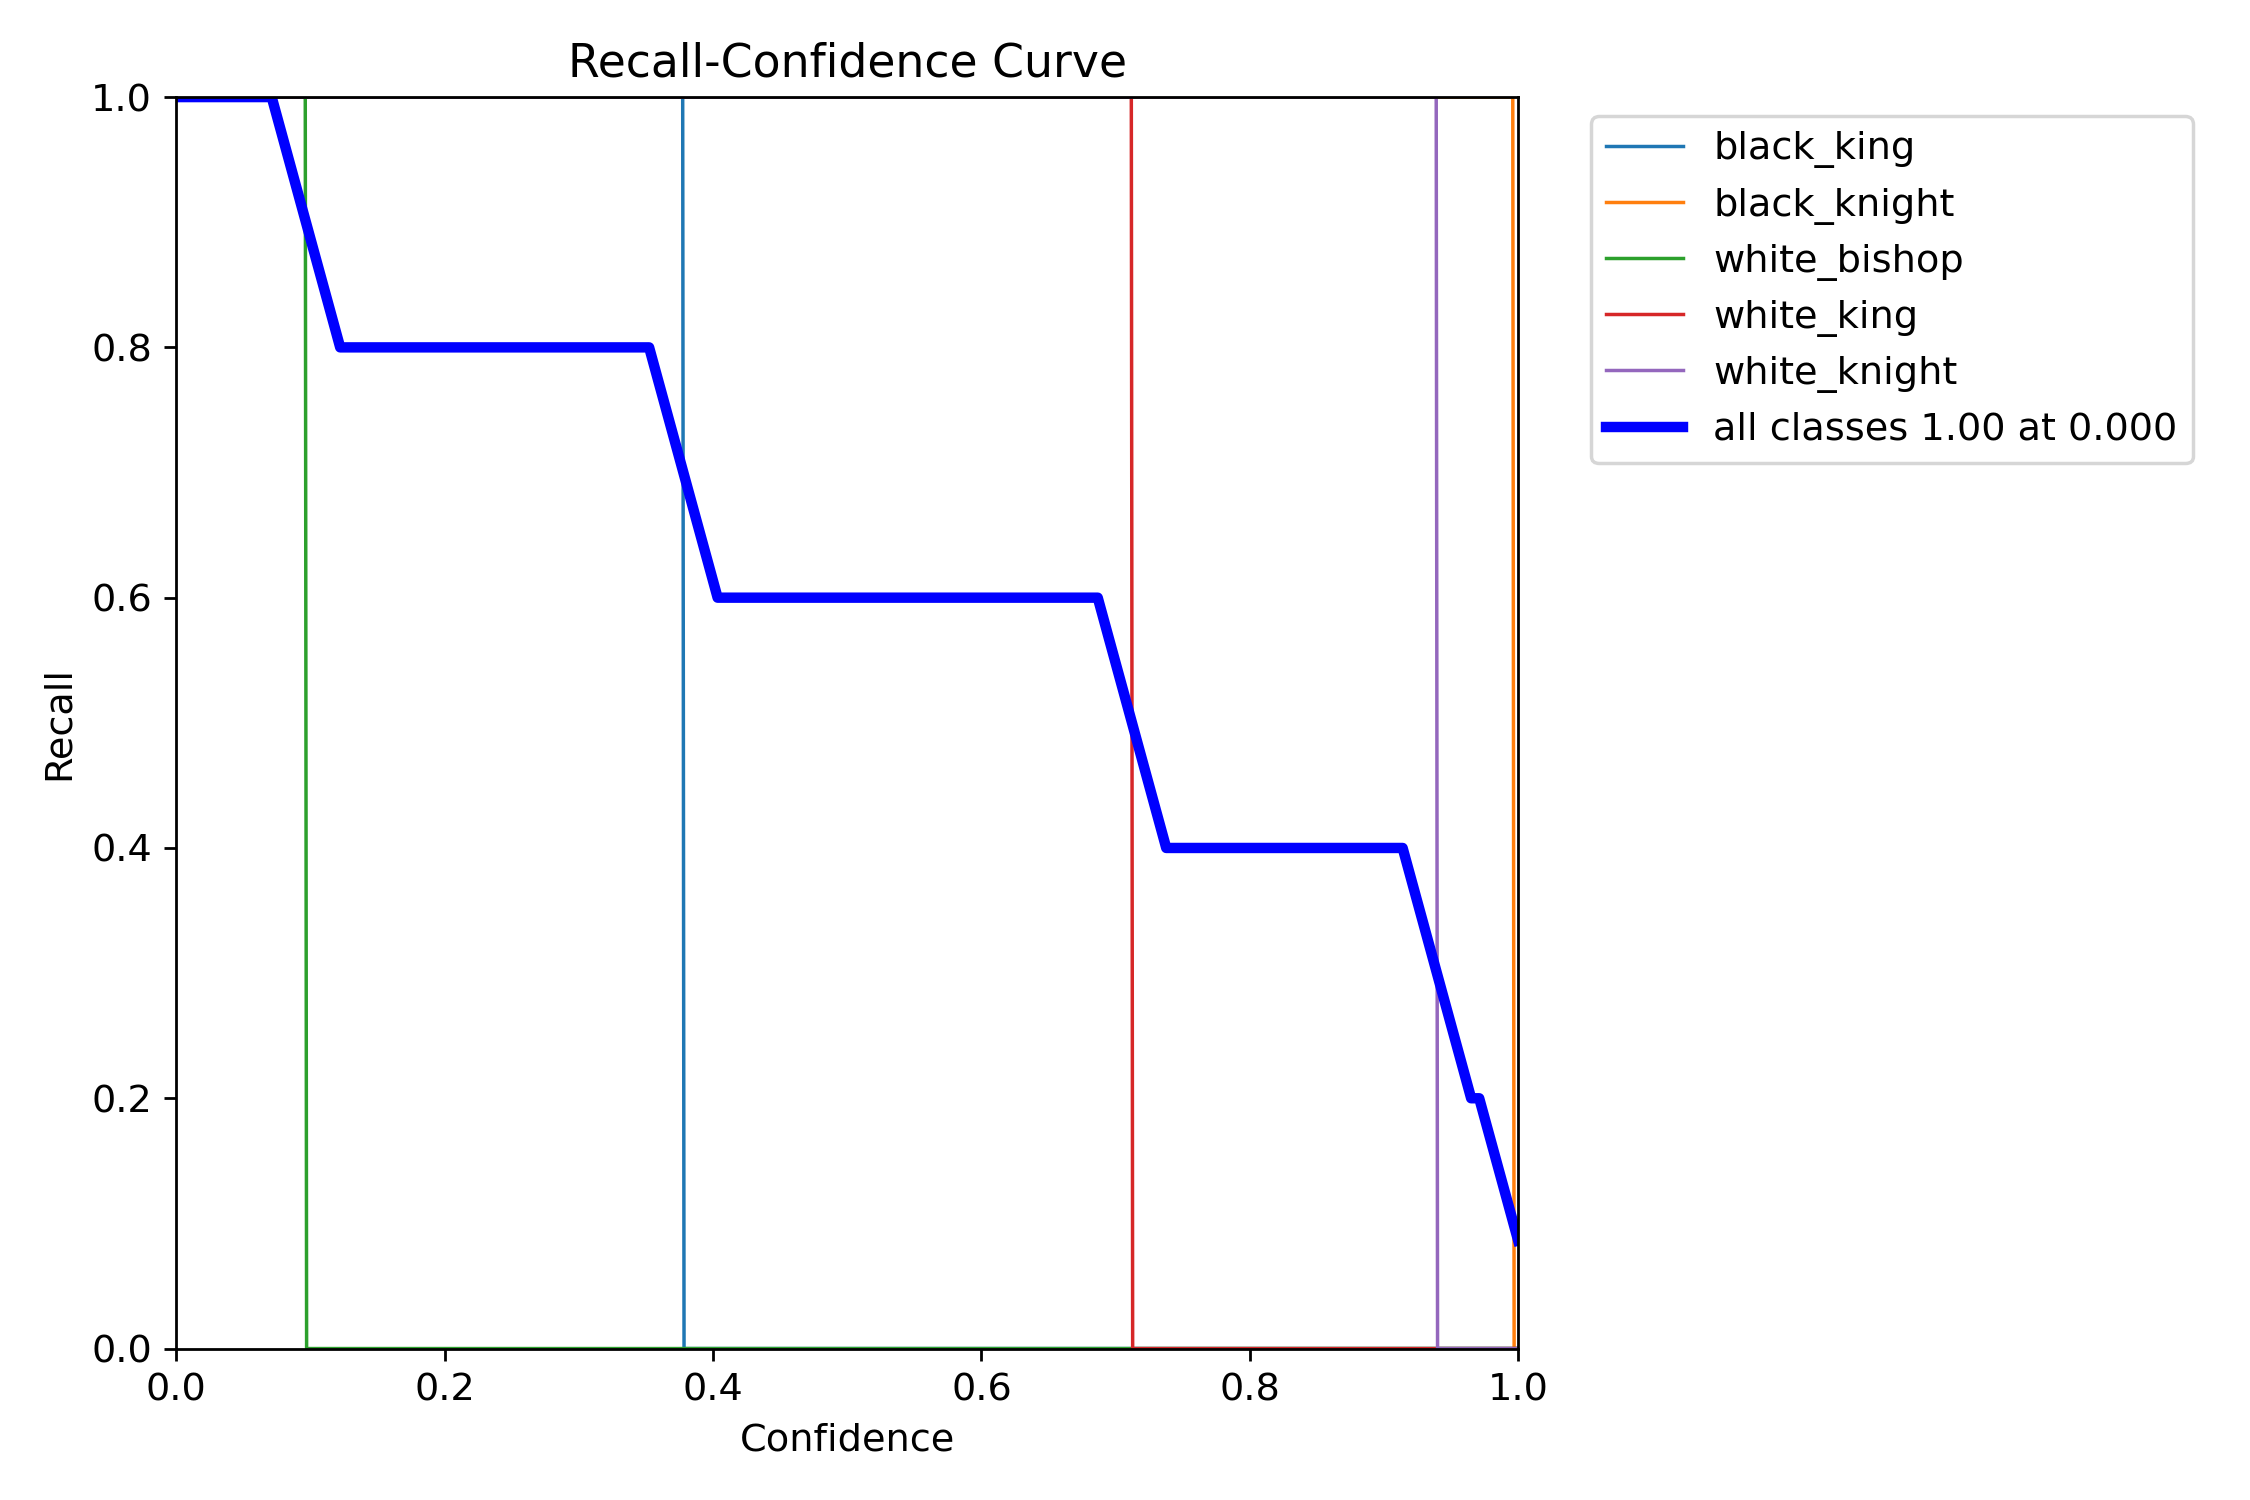 Recall-Confidence Curve
1.0
0.8
0.6
0.4
0.2
0.0
Recall
0.0 0.2 0.4 0.6 0.8 1.0
Confidence
black_king
black_knight
white_bishop
white_king
white_knight
all classes 1.00 at 0.000